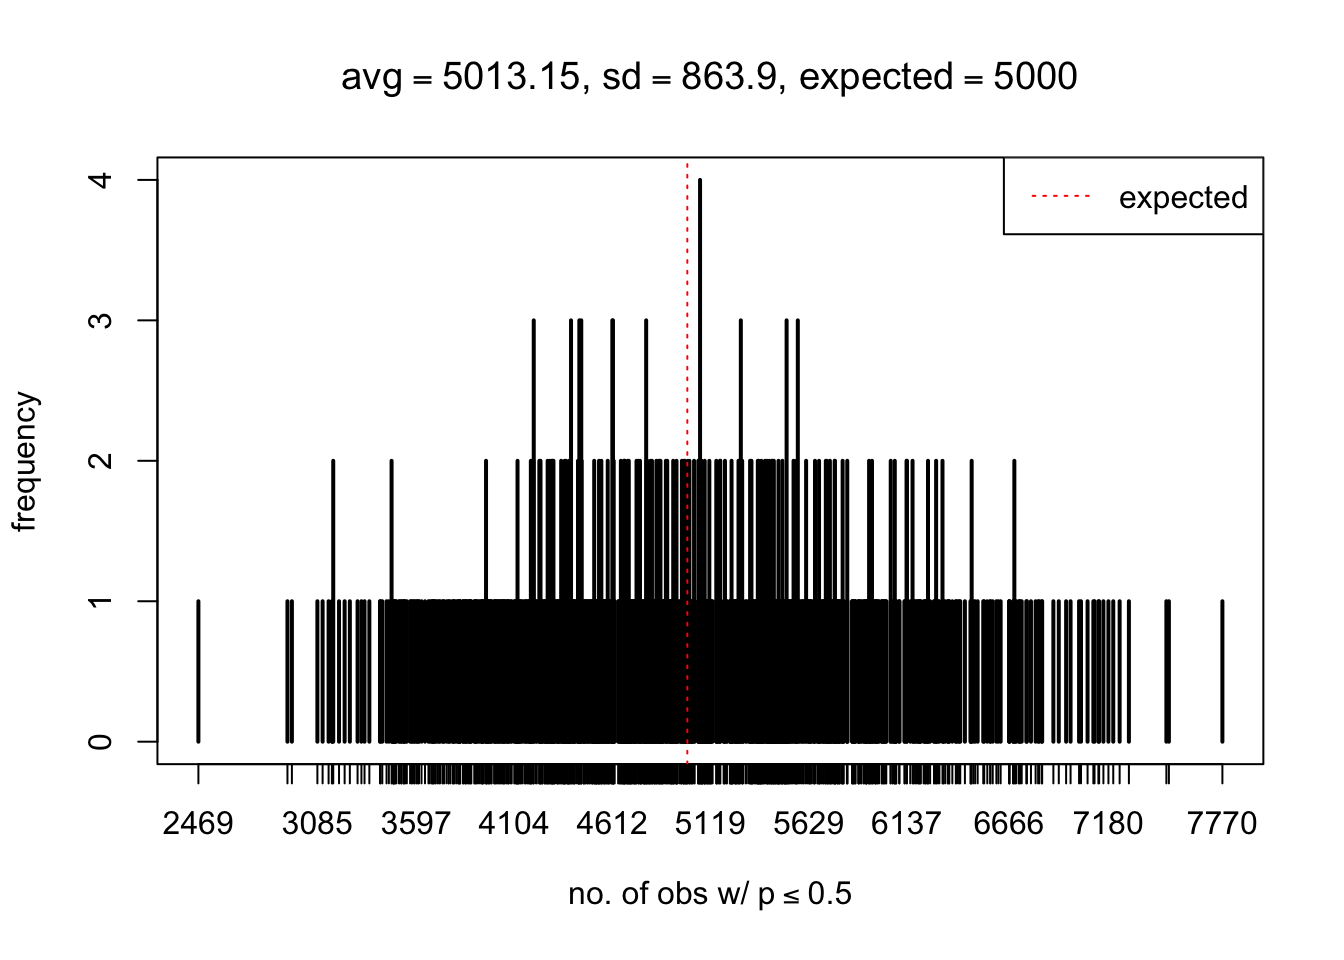 avg = 5013.15, sd = 863.9, expected = 5000
expected
4
3
2
1
0
frequency
2469 3085 3597 4104 4612 5119 5629 6137 6666 7180 7770
no. of obs w/ p ≤ 0.5